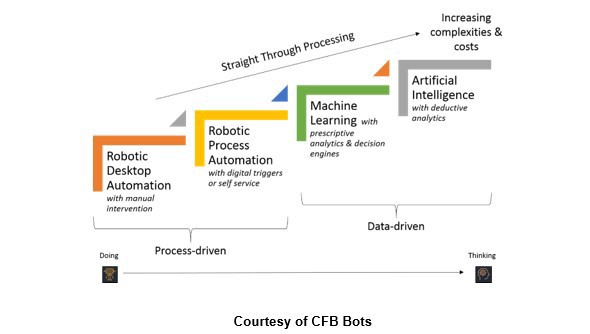 Increasing
complexities &
costs
Straight Through Processing
Robotic
Desktop
Automation
with manual
intervention
Robotic
Process
Automation
with digital triggers
or self service
Machine
Learning with
prescriptive
analytics & decision
engines
Artificial
Intelligence
with deductive
analytics
Process-driven
Data-driven
Doing
Thinking
Courtesy of CFB Bots